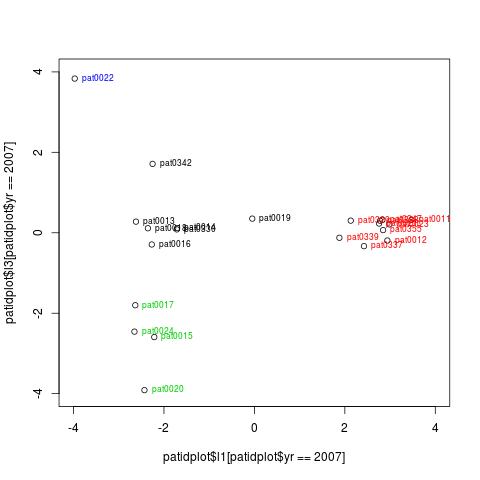 4
pat0022
2
pat0342
pat0019
pat0013
pat0011
pat0016
pat0339
pat0012
pat0337
pat0355
0
pat0017
-2
pat0024
pat0015
pat0020
-4
-4
-2
0
2
4
patidplot$l1[patidplot$yr == 2007]
patidplot$l3[patidplot$yr == 2007]